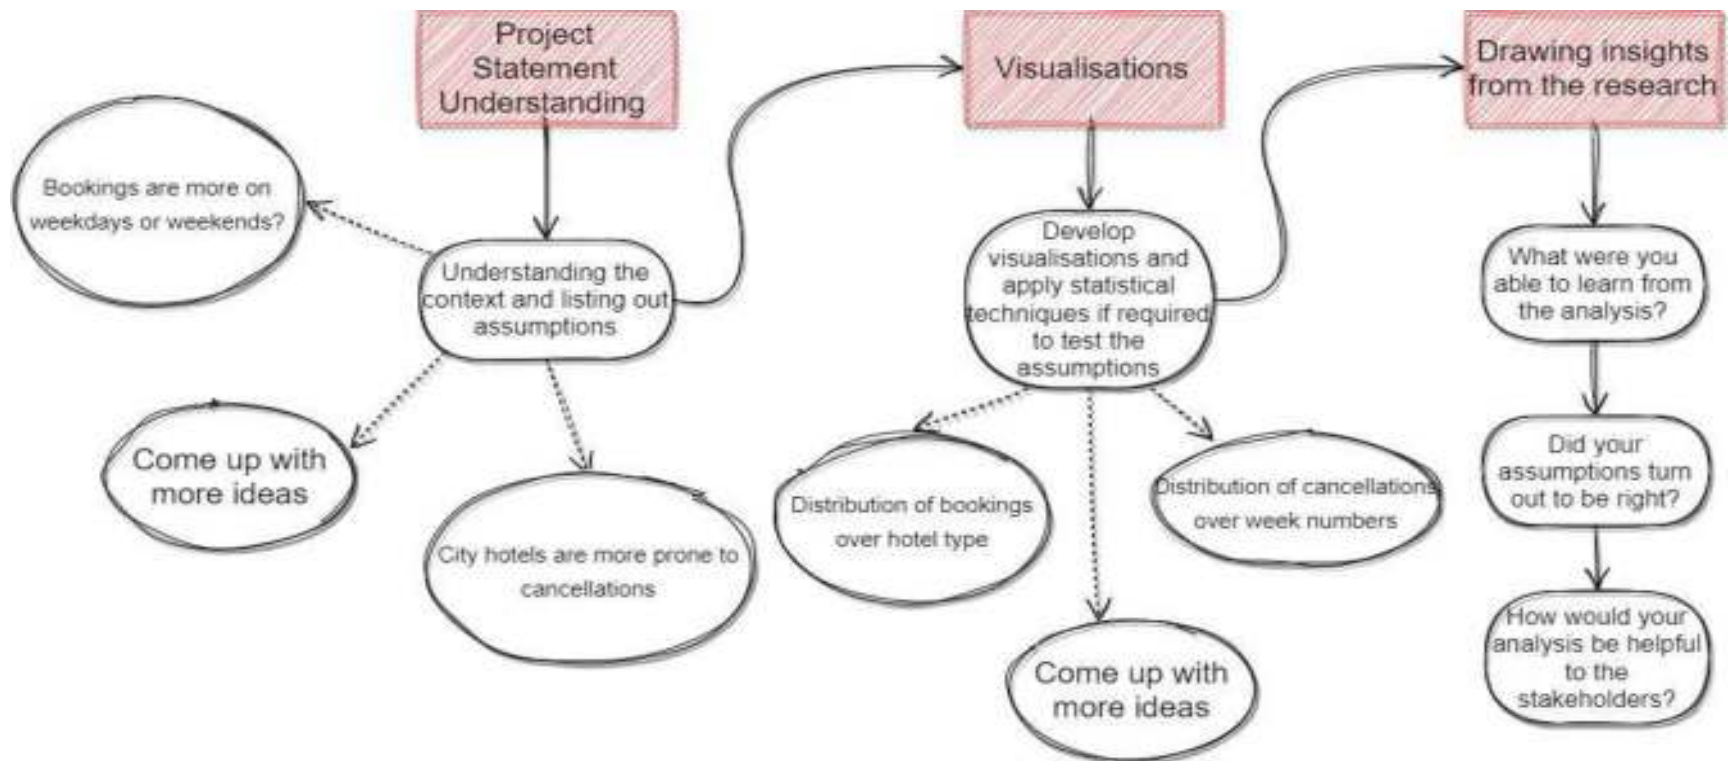 Project
Statement
Understanding
Visualisations
Drawing insights
from the research
Bookings are more on
weekdays or weekends?
Understanding the
context and listing out
assumptions
Come up with
more ideas
City hotels are more prone to
cancellations
Develop
visualisations and
apply statistical
techniques if required
to test the
assumptions
Distribution of bookings
over hotel type
Come up with
more ideas
Distribution of cancellations
over week numbers
What were you
able to learn from
the analysis?
Did your
assumptions turn
out to be right?
How would your
analysis be helpful
to the
stakeholders?